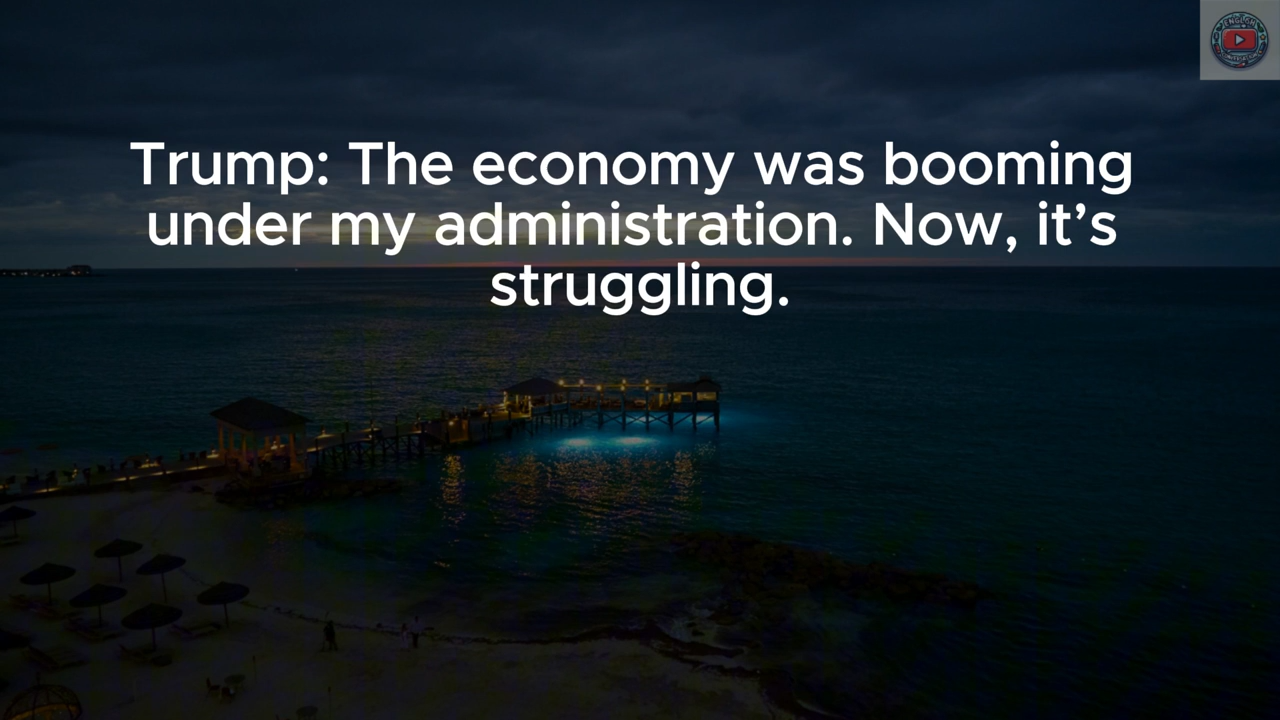 Trump: The economy was booming
under my administration. Now, it’s
struggling.